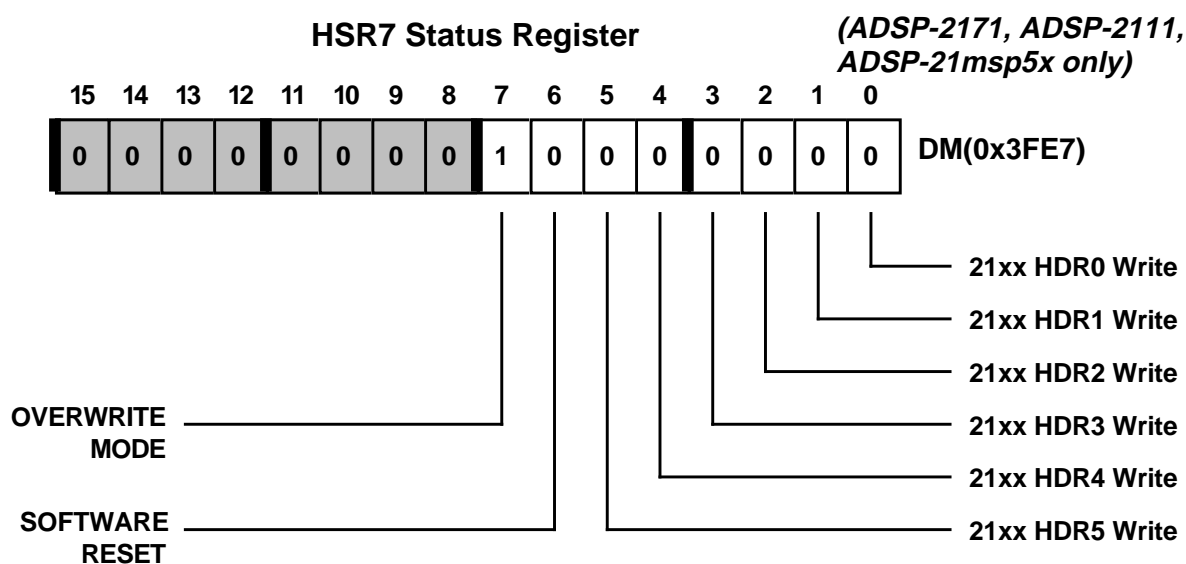 HSR7 Status Register
(ADSP-2171, ADSP-2111,
ADSP-21msp5x only)
15 14 13 12 11 10 9 8 7 6 5 4 3 2 1 0
0 0 0 0 0 0 0 0 1 0 0 0 0 0 0 0
DM(0x3FE7)
21xx HDR0 Write
21xx HDR1 Write
21xx HDR2 Write
OVERWRITE
MODE
21xx HDR3 Write
21xx HDR4 Write
SOFTWARE
RESET
21xx HDR5 Write